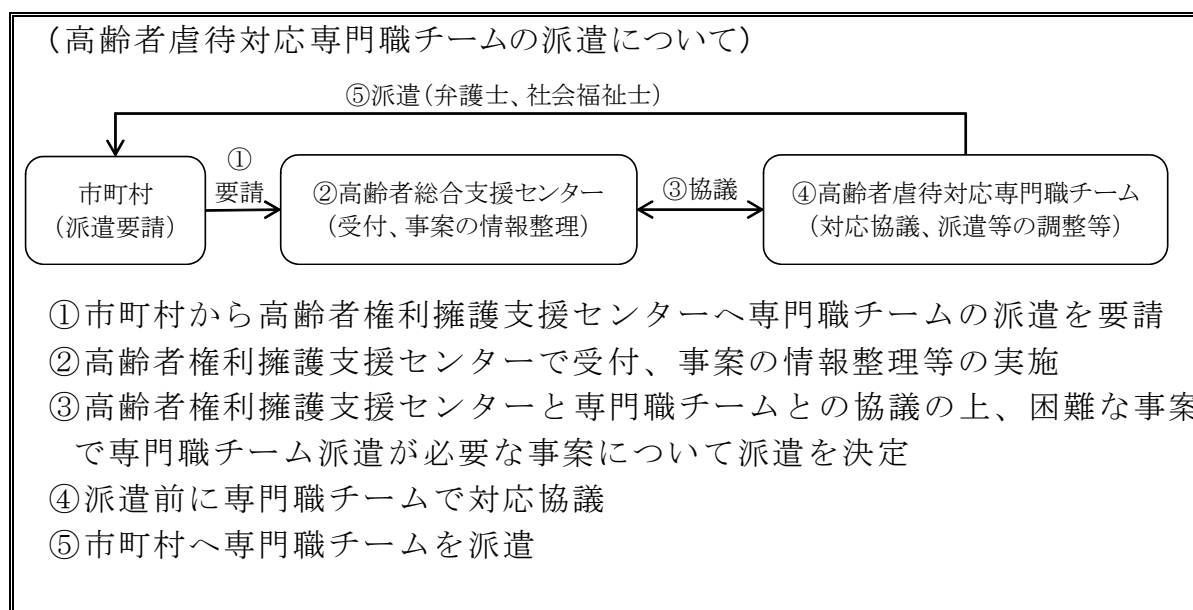 (高齢者虐待対応専門職チームの派遣について)
⑤派遣(弁護士、社会福祉士)
市町村
(派遣要請)
①
要請
②高齢者総合支援センター
(受付、事案の情報整理)
③協議
④高齢者虐待対応専門職チーム
(対応協議、派遣等の調整等)
①市町村から高齢者権利擁護支援センターへ専門職チームの派遣を要請
②高齢者権利擁護支援センターで受付、事案の情報整理等の実施
③高齢者権利擁護支援センターと専門職チームとの協議の上、困難な事案
で専門職チーム派遣が必要な事案について派遣を決定
④派遣前に専門職チームで対応協議
⑤市町村へ専門職チームを派遣